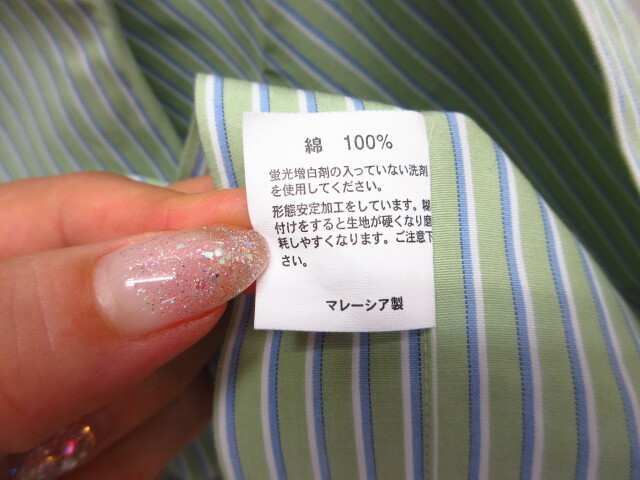 綿 100%
蛍光増白剤の入っていない洗剤
を使用してください。
形態安定加工をしています。糊
付けをすると生地が硬くなり磨
耗しやすくなります。ご注意下
さい。
マレーシア製